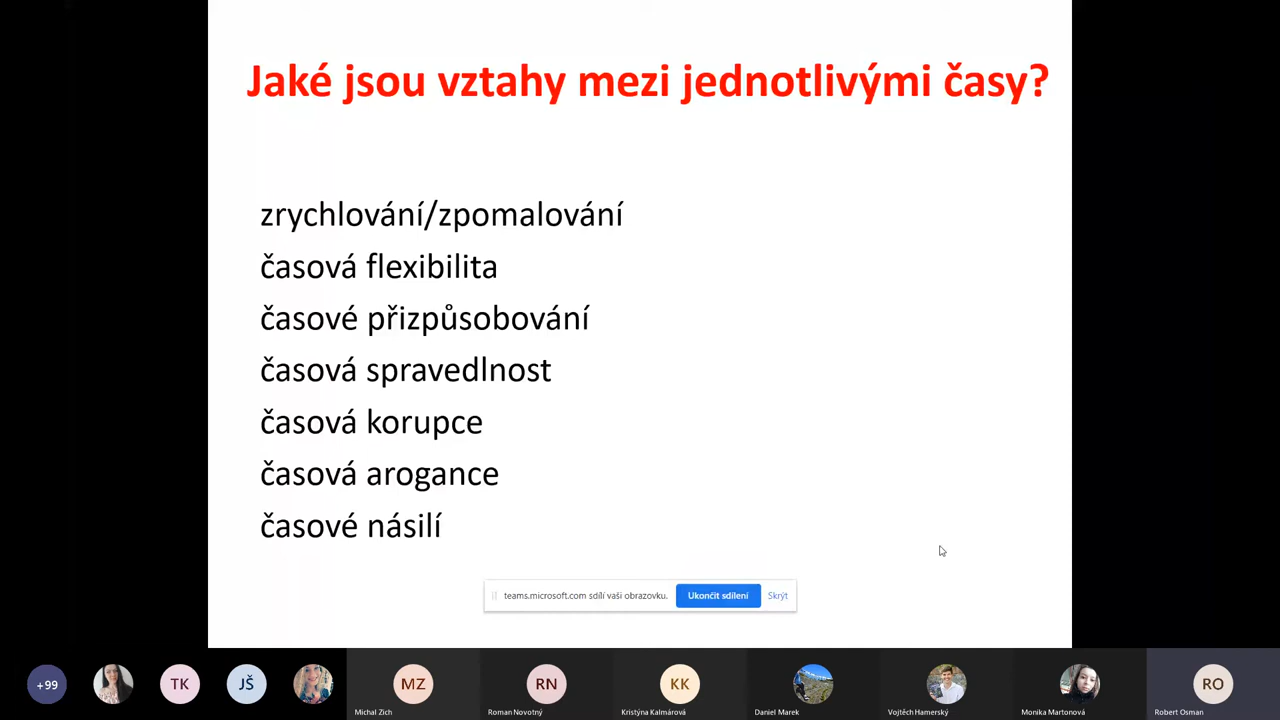 Jaké jsou vztahy mezi jednotlivými časy?
zrychlování/zpomalování
časová flexibilita
časové přizpůsobování
časová spravedlnost
časová korupce
časová arogance
časové násilí
teams.microsoft.com sdílí vaši obrazovku. Ukončit sdílení Skrýt
+99 TK JŠ MZ RN KK RO
Michal Zich Roman Novotný Kristýna Kalmárová Daniel Marek Vojtěch Hamerský Monika Martonová Robert Osman